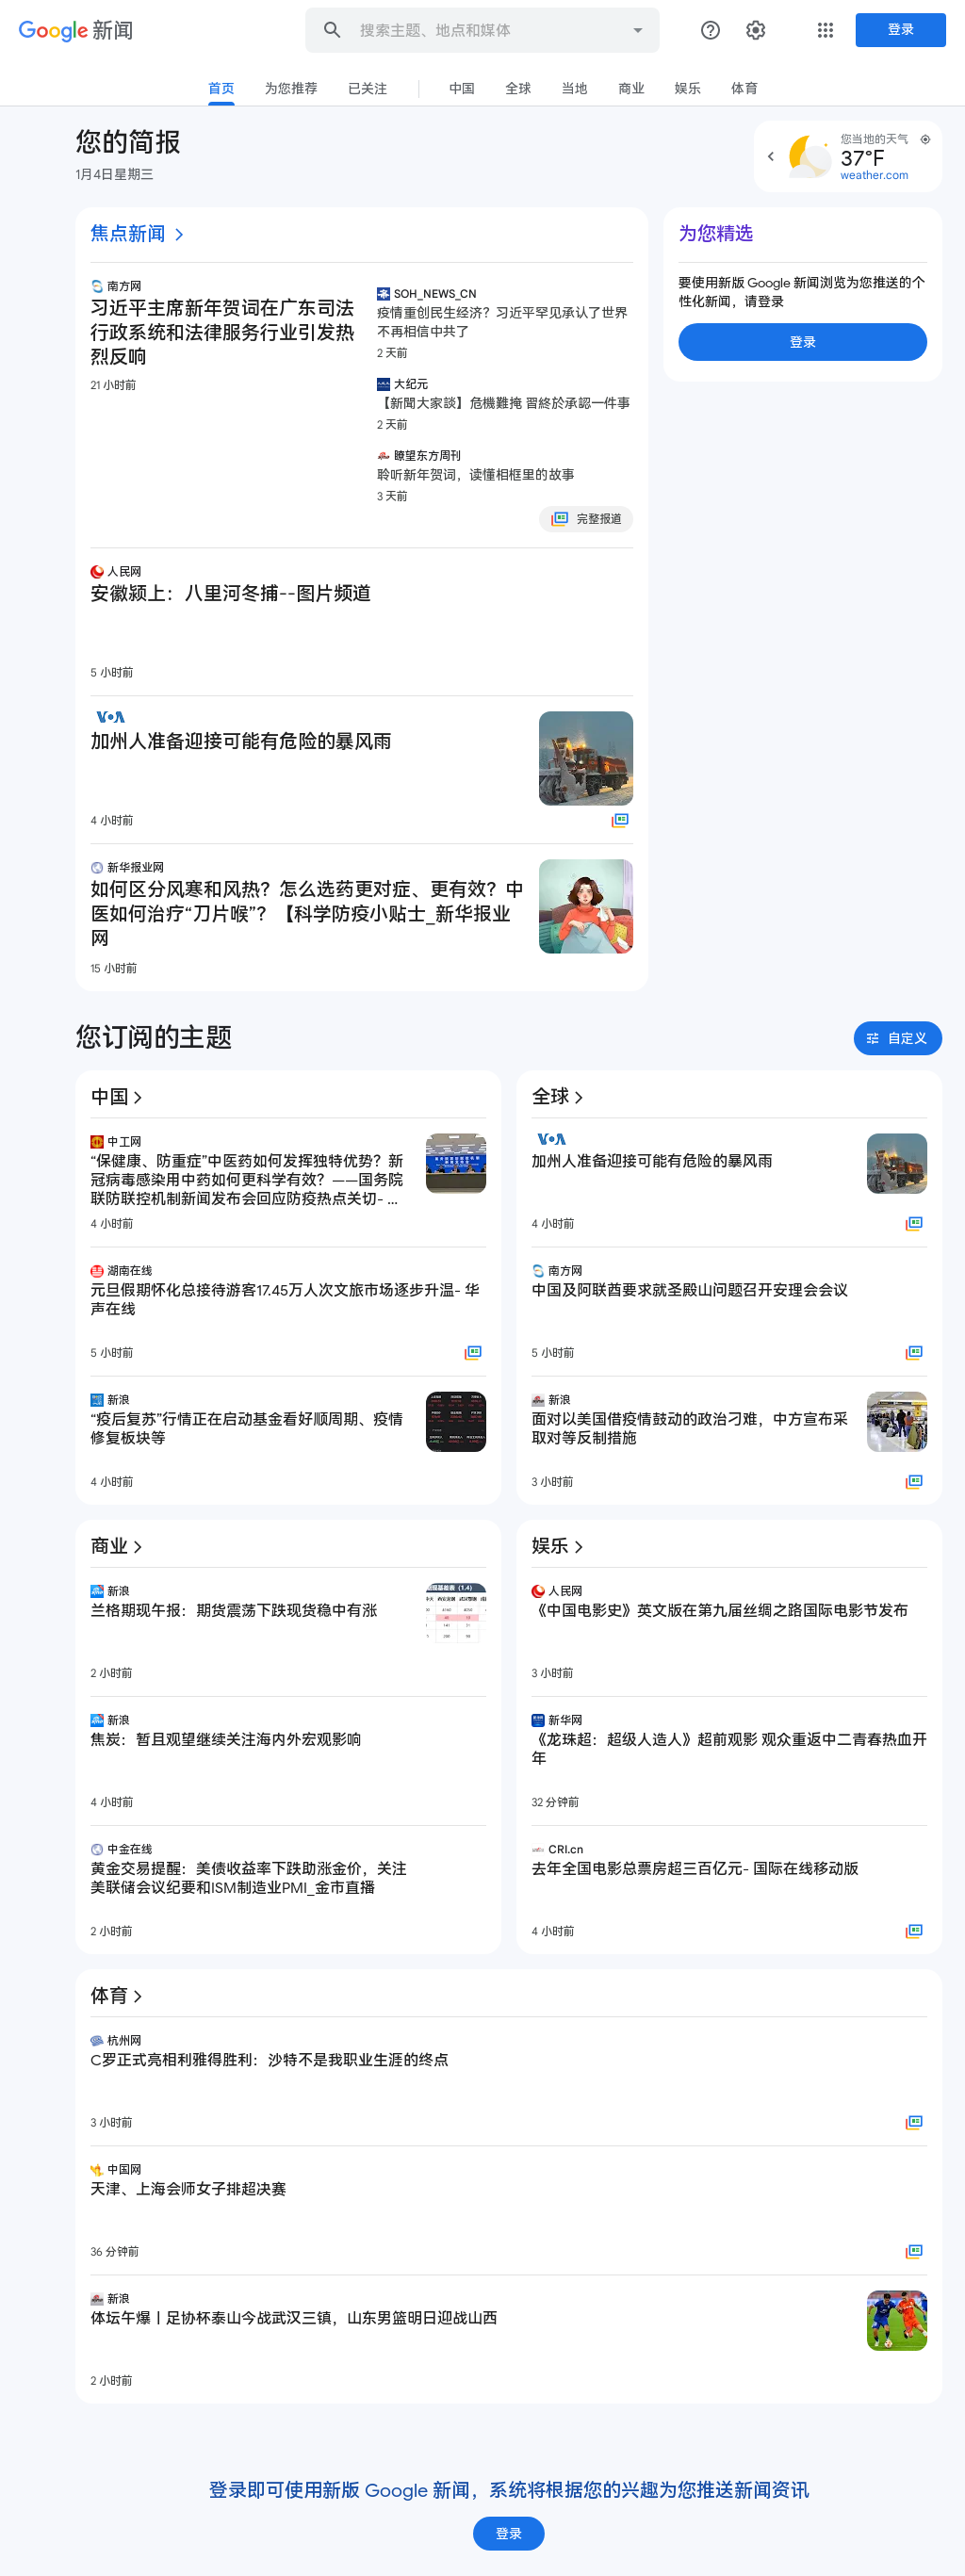 Google 新闻
搜索主题、地点和媒体
登录
首页
为您推荐
已关注
中国
全球
当地
商业
娱乐
体育
您的简报
1月4日星期三
您当地的天气
37°F
weather.com
焦点新闻
南方网
习近平主席新年贺词在广东司法
行政系统和法律服务行业引发热
烈反响
21 小时前
SOH_NEWS_CN
疫情重创民生经济？习近平罕见承认了世界
不再相信中共了
2 天前
大纪元
【新聞大家談】危機難掩 習終於承認一件事
2 天前
瞭望东方周刊
聆听新年贺词，读懂相框里的故事
3 天前
完整报道
人民网
安徽颍上：八里河冬捕--图片频道
5 小时前
VOA
加州人准备迎接可能有危险的暴风雨
4 小时前
新华报业网
如何区分风寒和风热？怎么选药更对症、更有效？中
医如何治疗“刀片喉”？【科学防疫小贴士_新华报业
网
15 小时前
为您精选
要使用新版 Google 新闻浏览为您推送的个
性化新闻，请登录
登录
您订阅的主题
自定义
中国
中工网
“保健康、防重症”中医药如何发挥独特优势？新
冠病毒感染用中药如何更科学有效？——国务院
联防联控机制新闻发布会回应防疫热点关切- ...
4 小时前
湖南在线
元旦假期怀化总接待游客17.45万人次文旅市场逐步升温- 华
声在线
5 小时前
新浪
“疫后复苏”行情正在启动基金看好顺周期、疫情
修复板块等
4 小时前
全球
VOA
加州人准备迎接可能有危险的暴风雨
4 小时前
南方网
中国及阿联酋要求就圣殿山问题召开安理会会议
5 小时前
新浪
面对以美国借疫情鼓动的政治刁难，中方宣布采
取对等反制措施
3 小时前
商业
新浪
兰格期现午报：期货震荡下跌现货稳中有涨
2 小时前
新浪
焦炭：暂且观望继续关注海内外宏观影响
4 小时前
中金在线
黄金交易提醒：美债收益率下跌助涨金价，关注
美联储会议纪要和ISM制造业PMI_金市直播
2 小时前
娱乐
人民网
《中国电影史》英文版在第九届丝绸之路国际电影节发布
3 小时前
新华网
《龙珠超：超级人造人》超前观影 观众重返中二青春热血开
年
32 分钟前
CRI.cn
去年全国电影总票房超三百亿元- 国际在线移动版
4 小时前
体育
杭州网
C罗正式亮相利雅得胜利：沙特不是我职业生涯的终点
3 小时前
中国网
天津、上海会师女子排超决赛
36 分钟前
新浪
体坛午爆丨足协杯泰山今战武汉三镇，山东男篮明日迎战山西
2 小时前
登录即可使用新版 Google 新闻，系统将根据您的兴趣为您推送新闻资讯
登录